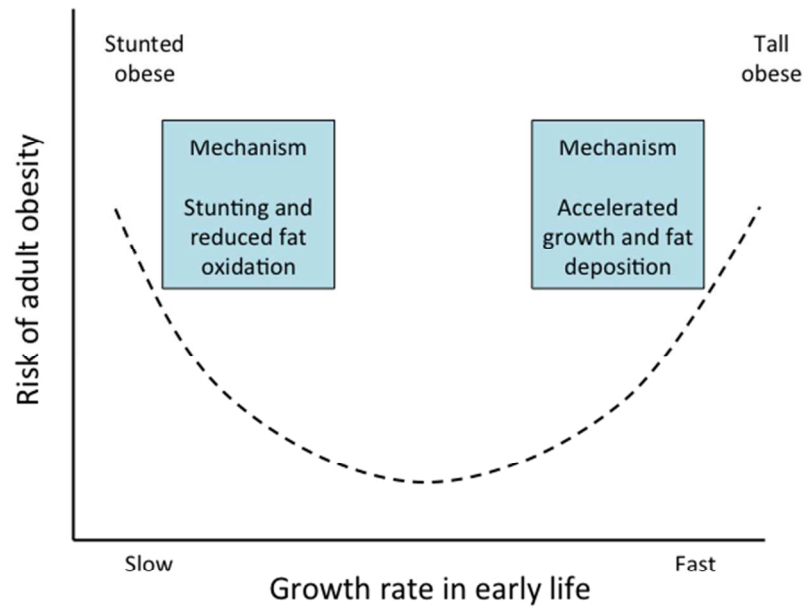 Stunted
obese
Tall
obese
Mechanism
Stunting and
reduced fat
oxidation
Mechanism
Accelerated
growth and fat
deposition
Risk of adult obesity
Slow
Fast
Growth rate in early life